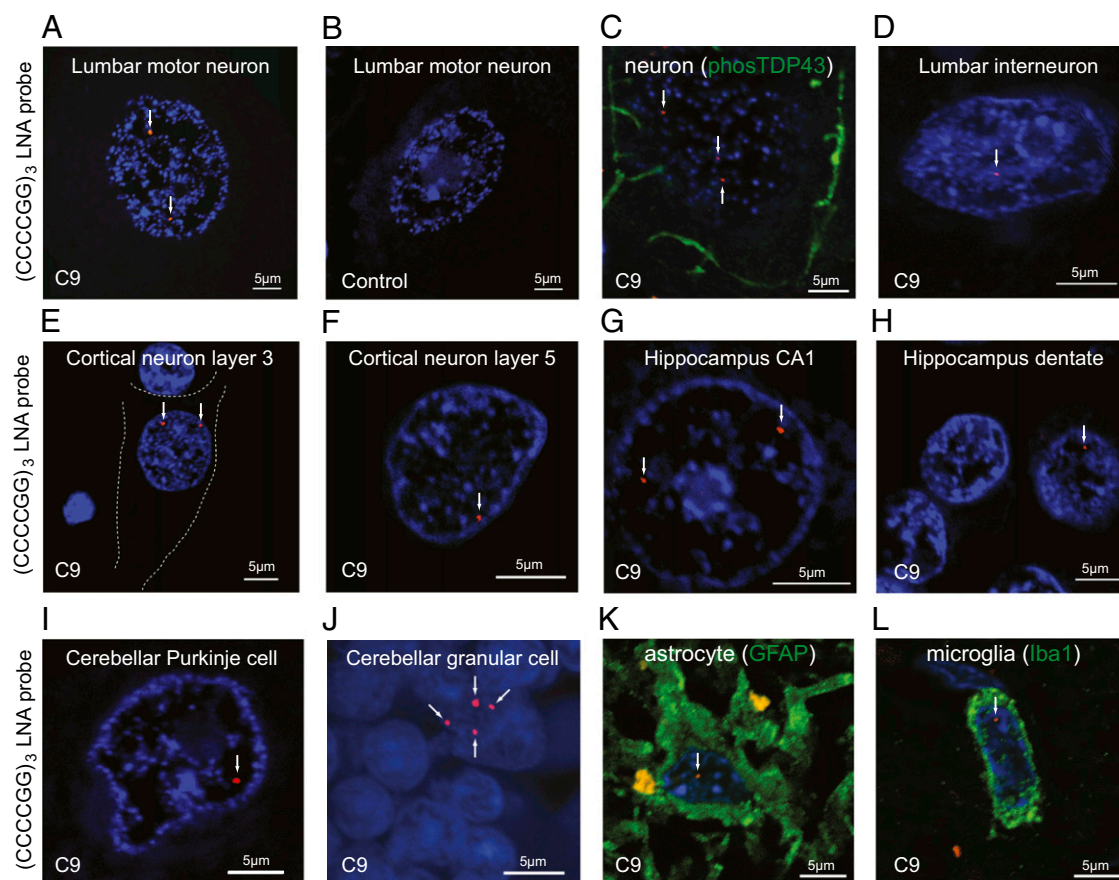 A
B
C
D
(CCCCGG)3 LNA probe
Lumbar motor neuron
C9
5µm
Lumbar motor neuron
Control
5µm
neuron (phosTDP43)
C9
5µm
Lumbar interneuron
C9
5µm
E
F
G
H
(CCCCGG)3 LNA probe
Cortical neuron layer 3
C9
5µm
Cortical neuron layer 5
C9
5µm
Hippocampus CA1
C9
5µm
Hippocampus dentate
C9
5µm
I
J
K
L
(CCCCGG)3 LNA probe
Cerebellar Purkinje cell
C9
5µm
Cerebellar granular cell
C9
5µm
astrocyte (GFAP)
C9
5µm
microglia (Iba1)
C9
5µm